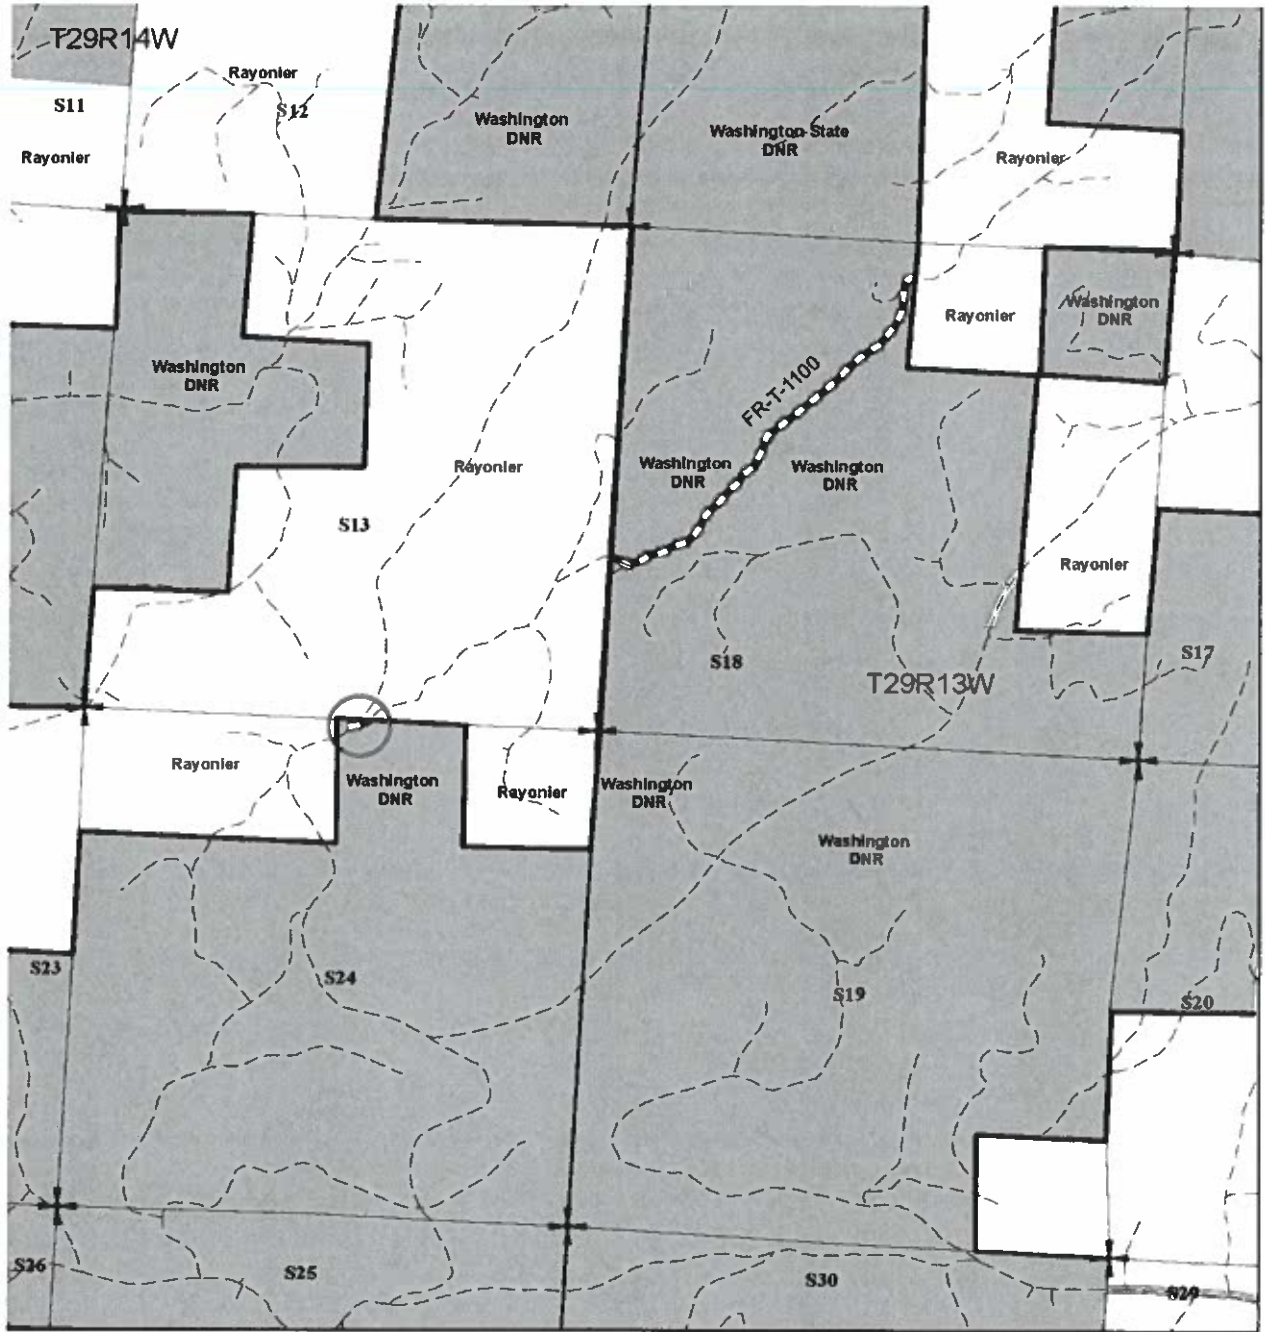 T29R14W
Rayonier
S11
S12
Washington
DNR
Washington State
DNR
Rayonier
Rayonier
Washington
DNR
Rayonier
Washington
DNR
FR-T-1100
Rayonier
Washington
DNR
Washington
DNR
S13
Rayonier
S18
S17
T29R13W
Rayonier
Washington
DNR
Rayonier
Washington
DNR
Washington
DNR
S23
S24
S19
S20
S26
S25
S30
S29